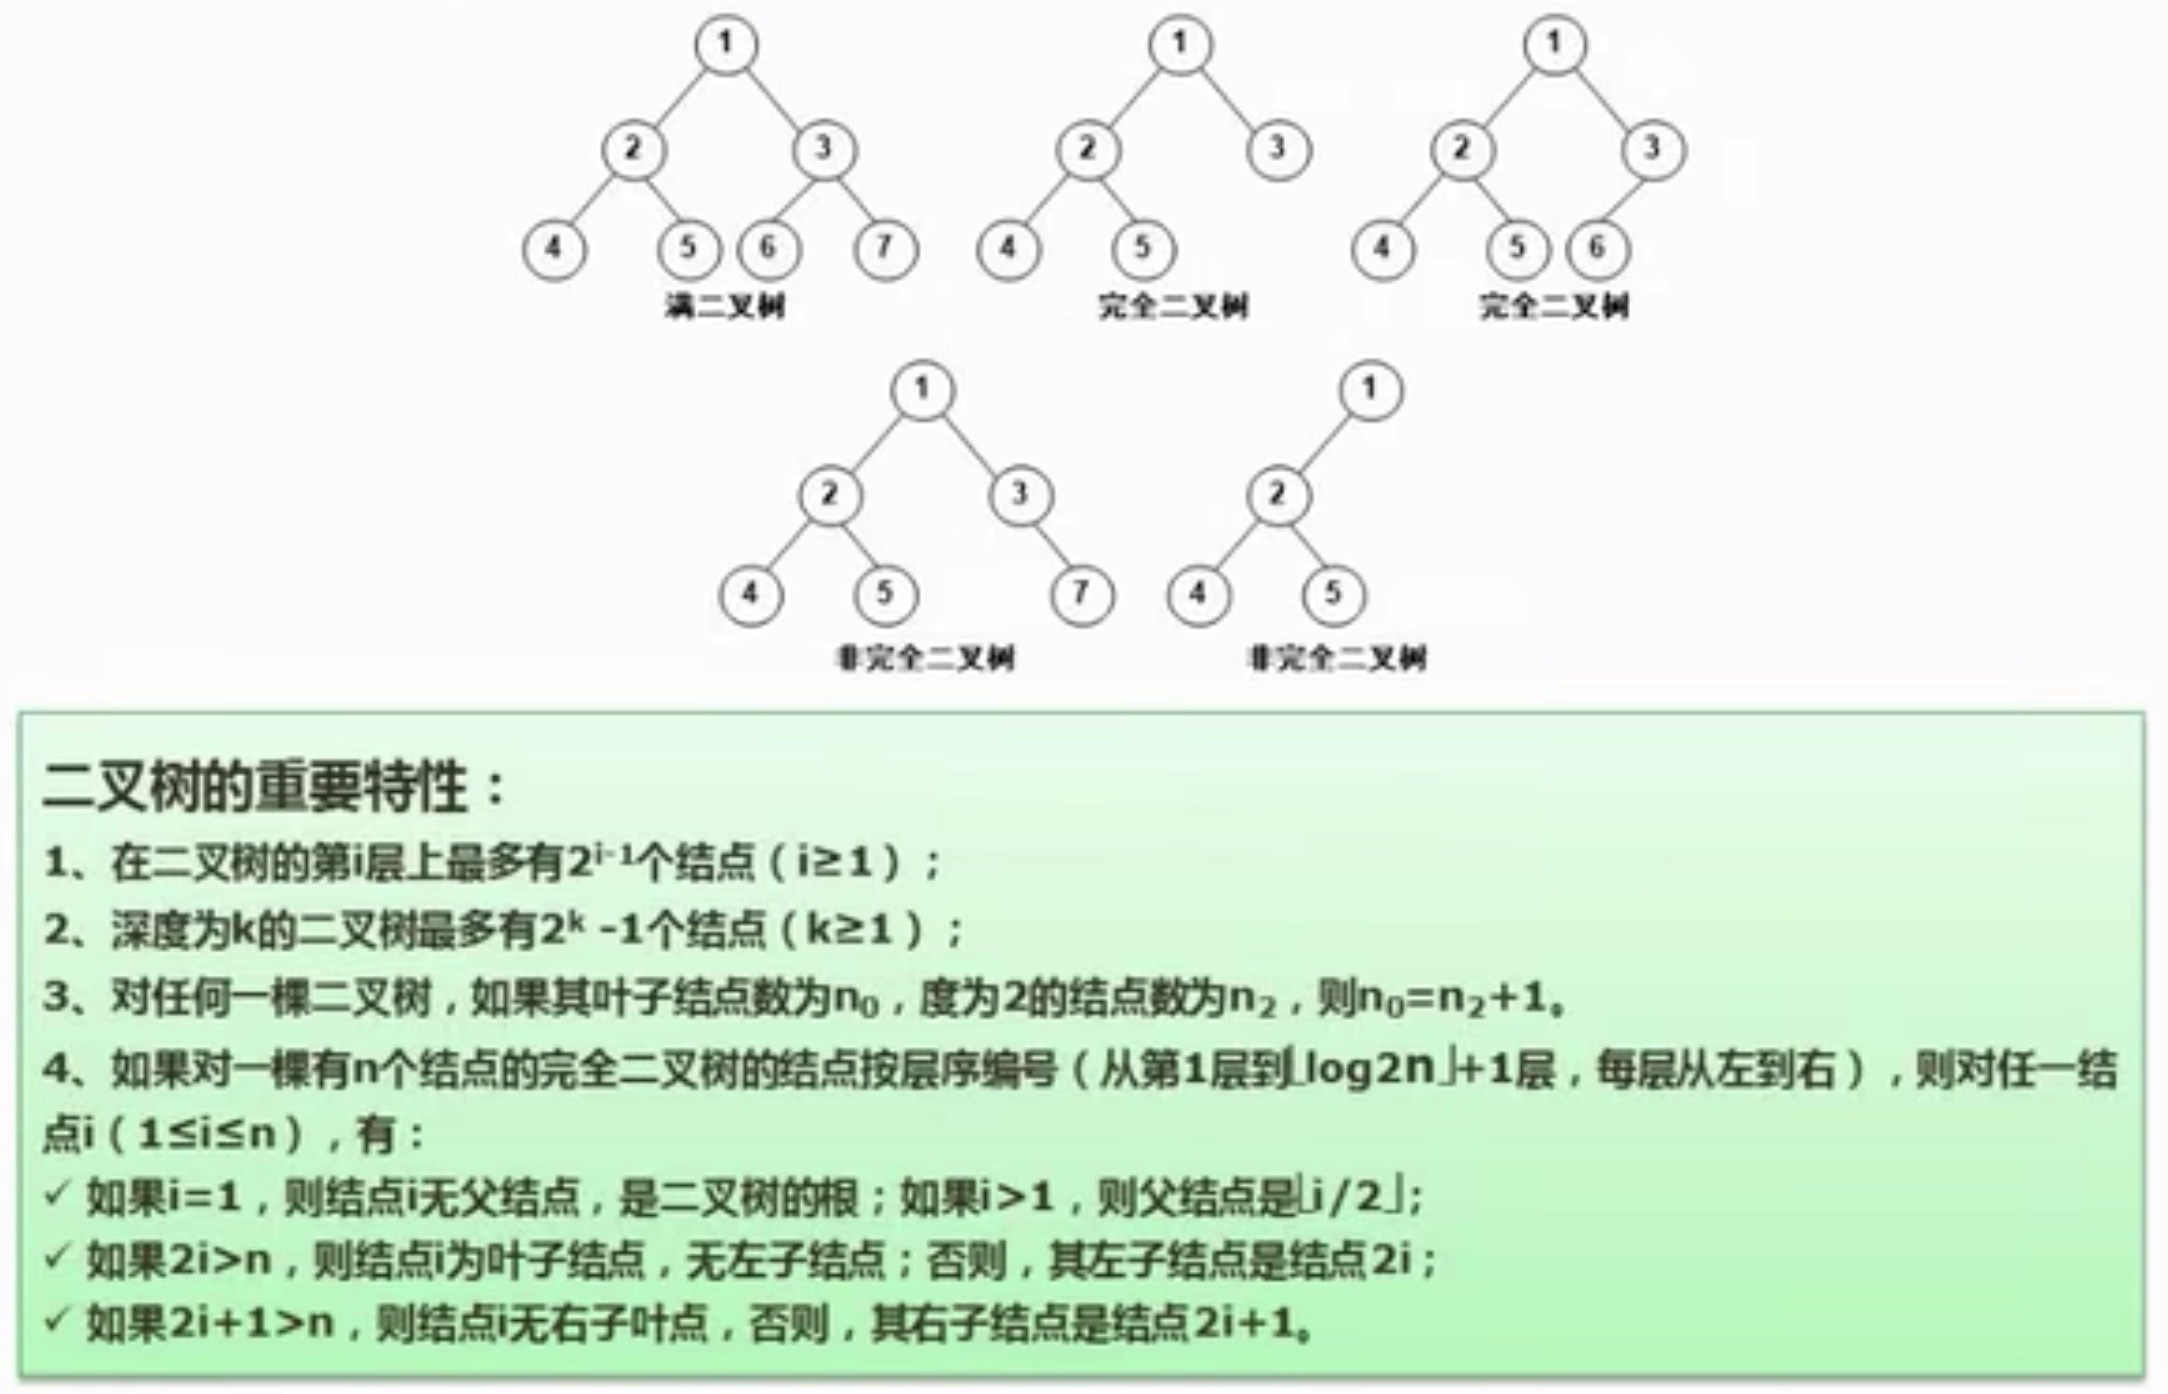 1 1 1
2 3 2 3 2 3
4 5 6 7 4 5 4 5 6
满二叉树 完全二叉树 完全二叉树
1 1
2 3 2
4 5 7 4 5
非完全二叉树 非完全二叉树
二叉树的重要特性：
1、在二叉树的第i层上最多有2^{i-1}个结点（i≥1）；
2、深度为k的二叉树最多有2^k -1个结点（k≥1）；
3、对任何一棵二叉树，如果其叶子结点数为n₀，度为2的结点数为n₂，则n₀=n₂+1。
4、如果对一棵有n个结点的完全二叉树的结点按层序编号（从第1层到⌊log2n⌋+1层，每层从左到右），则对任一结
点i（1≤i≤n），有：
✓ 如果i=1，则结点i无父结点，是二叉树的根；如果i>1，则父结点是⌊i/2⌋；
✓ 如果2i>n，则结点i为叶子结点，无左子结点；否则，其左子结点是结点2i；
✓ 如果2i+1>n，则结点i无右子叶点，否则，其右子结点是结点2i+1。